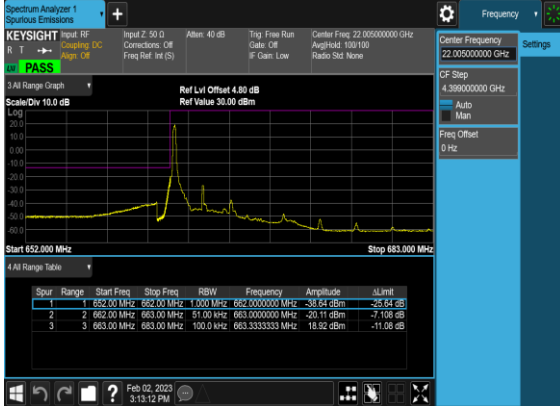 Spectrum Analyzer 1
Spurious Emissions
Frequency
KEYSIGHT
Input: RF
Coupling: DC
Align: Off
Input Z: 50 Ω
Corrections: Off
Freq Ref: Int (S)
Atten: 40 dB
Trig: Free Run
Gate: Off
IF Gain: Low
Center Freq: 22.005000000 GHz
Avg|Hold: 100/100
Radio Std: None
R T
LXI
PASS
Center Frequency
22.005000000 GHz
Settings
CF Step
4.399000000 GHz
Auto
Man
Freq Offset
0 Hz
3.All Range Graph
Scale/Div 10.0 dB
Ref Lvl Offset 4.80 dB
Ref Value 30.00 dBm
Log
20.0
10.0
0.00
-10.0
-20.0
-30.0
-40.0
-50.0
-60.0
Start 652.000 MHz
Stop 683.000 MHz
4.All Range Table
Spur Range Start Freq Stop Freq RBW Frequency Amplitude ΔLimit
1 1 652.00 MHz 662.00 MHz 1.000 MHz 662.0000000 MHz -38.64 dBm -25.64 dB
2 2 662.00 MHz 663.00 MHz 51.00 kHz 663.0000000 MHz -20.11 dBm -7.108 dB
3 3 663.00 MHz 683.00 MHz 100.0 kHz 663.3333333 MHz 18.92 dBm -11.08 dB
Feb 02, 2023
3:13:12 PM